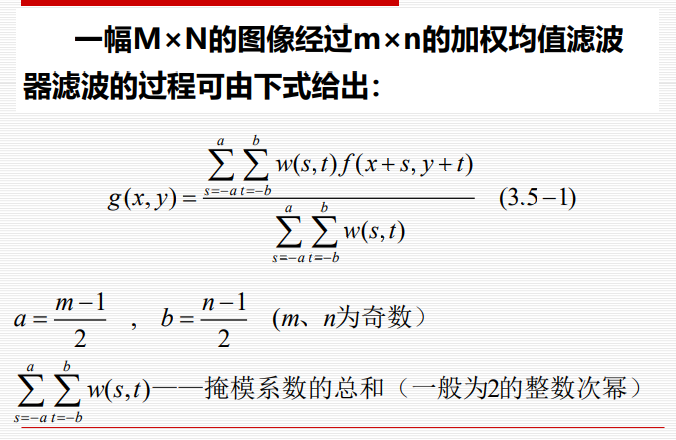 一幅M×N的图像经过m×n的加权均值滤波
器滤波的过程可由下式给出：
g(x,y) = \frac{\sum_{s=-a}^{a} \sum_{t=-b}^{b} w(s,t) f(x+s, y+t)}{\sum_{s=-a}^{a} \sum_{t=-b}^{b} w(s,t)} (3.5-1)
a = \frac{m-1}{2} , b = \frac{n-1}{2} (m、n为奇数)
\sum_{s=-a}^{a} \sum_{t=-b}^{b} w(s,t)——掩模系数的总和（一般为2的整数次幂）